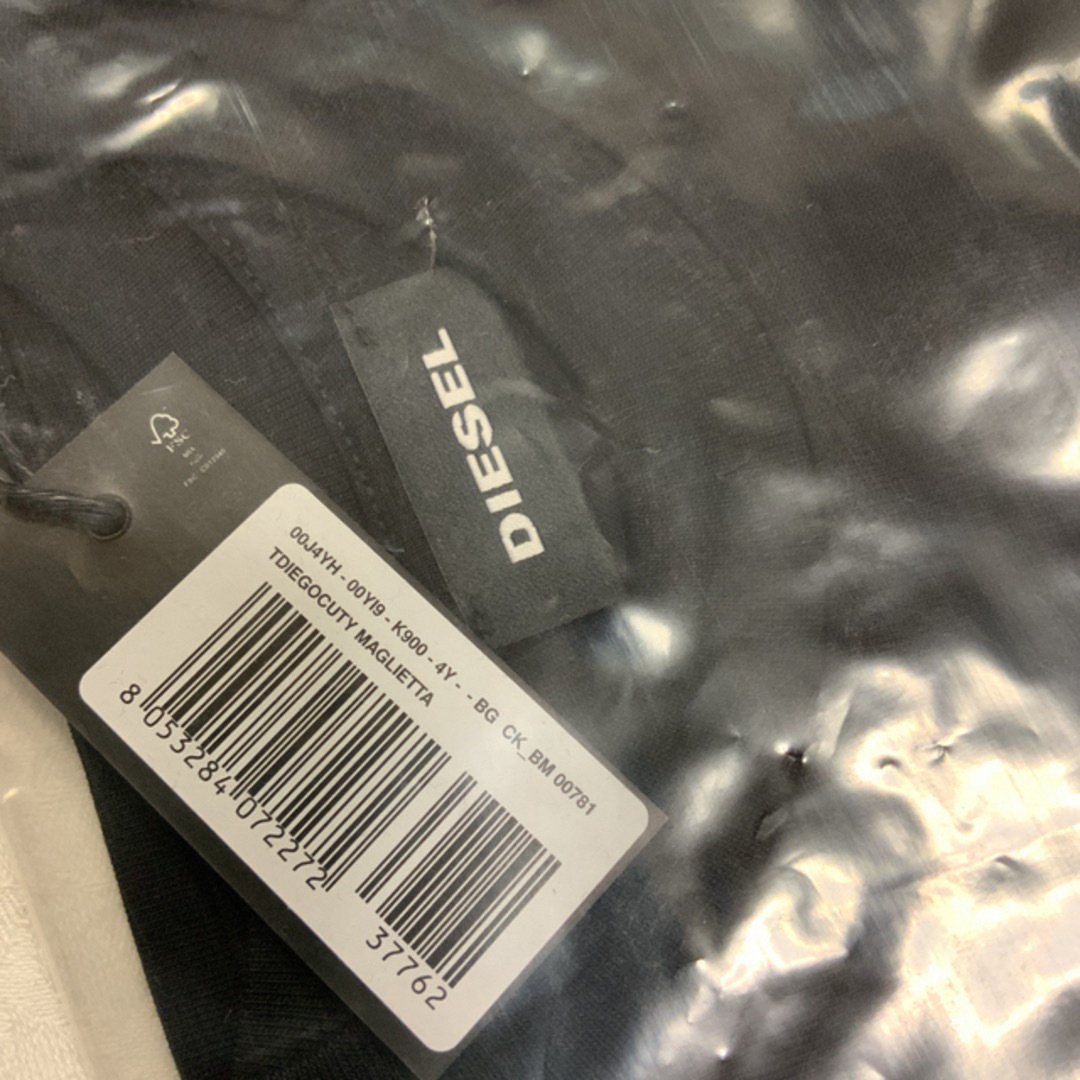 DIESEL
FSC
00J4YH - 00YI9 - K900 - 4Y - - BG CK_BM 00781
TDIEGOCUTY MAGLIETTA
8 053284 072272
37762